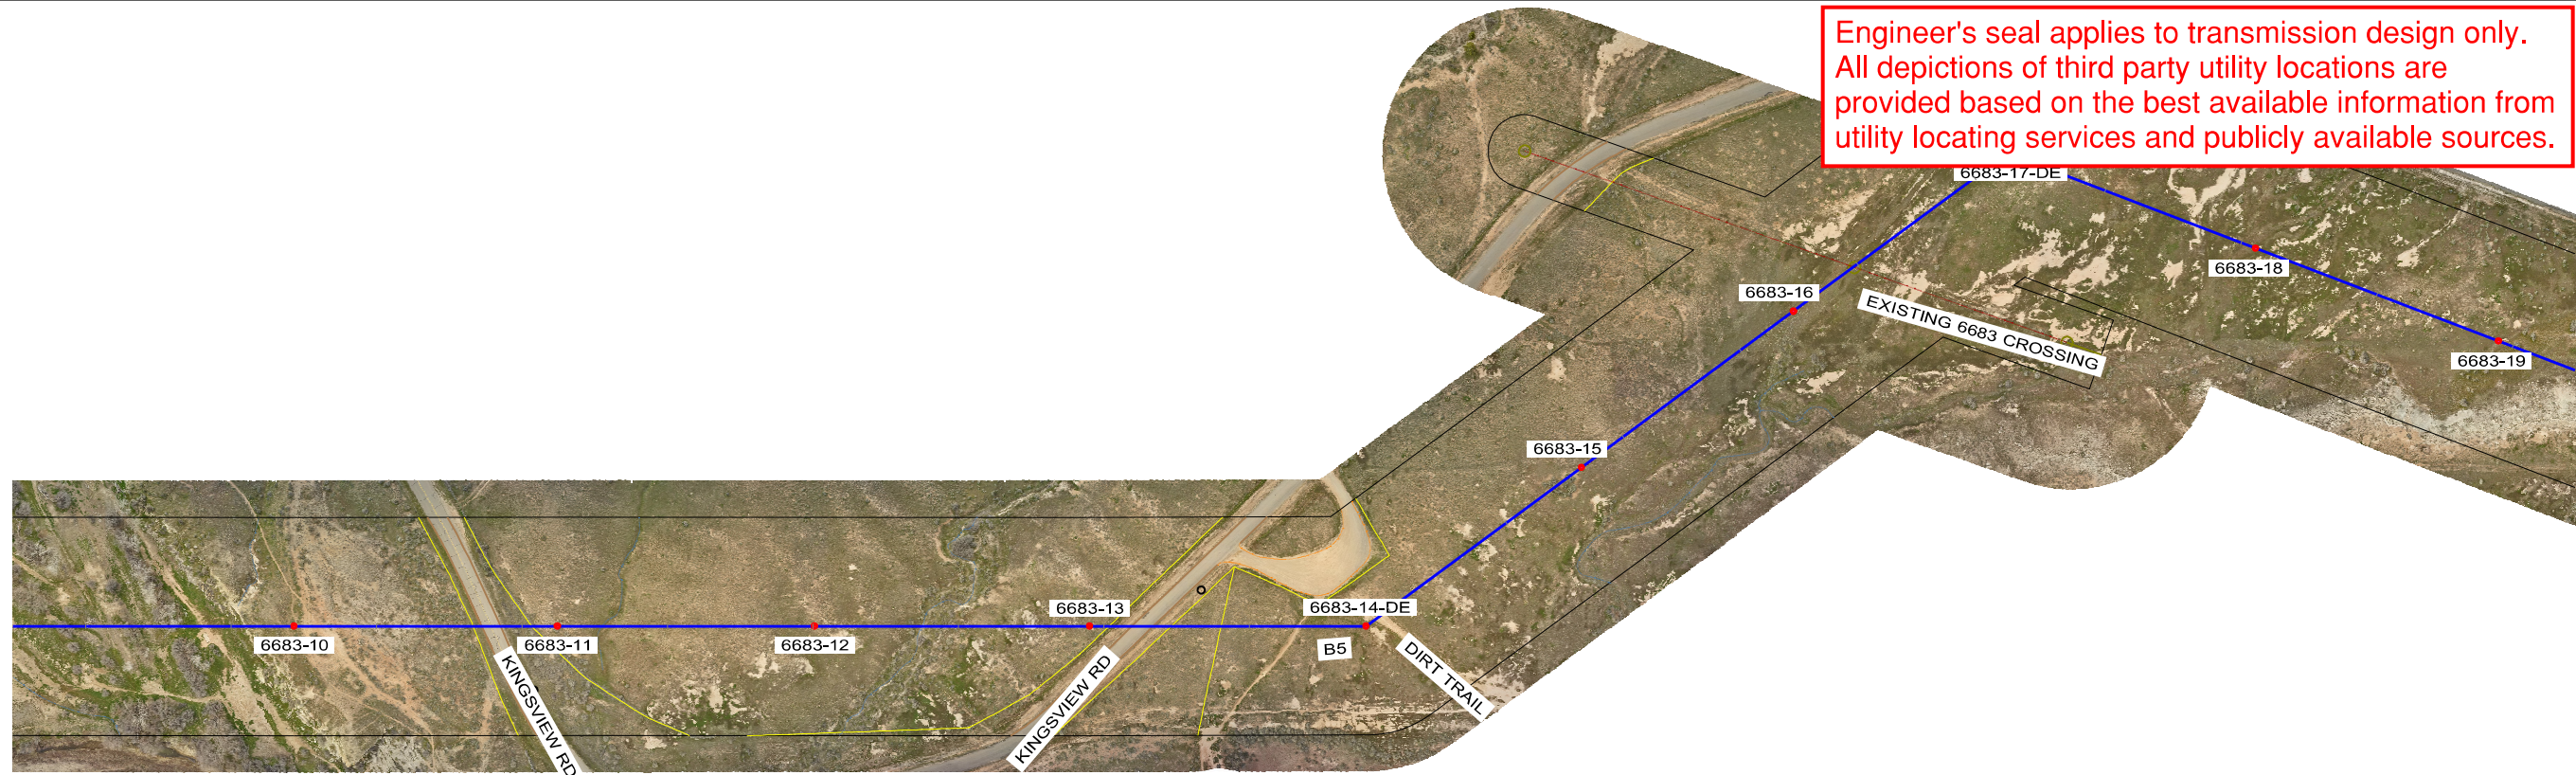 Engineer's seal applies to transmission design only.
All depictions of third party utility locations are
provided based on the best available information from
utility locating services and publicly available sources.
6683-17-DE
6683-18
6683-16
EXISTING 6683 CROSSING
6683-19
6683-15
6683-13
6683-14-DE
6683-10
6683-11
6683-12
B5
KINGSVIEW RD
KINGSVIEW RD
DIRT TRAIL